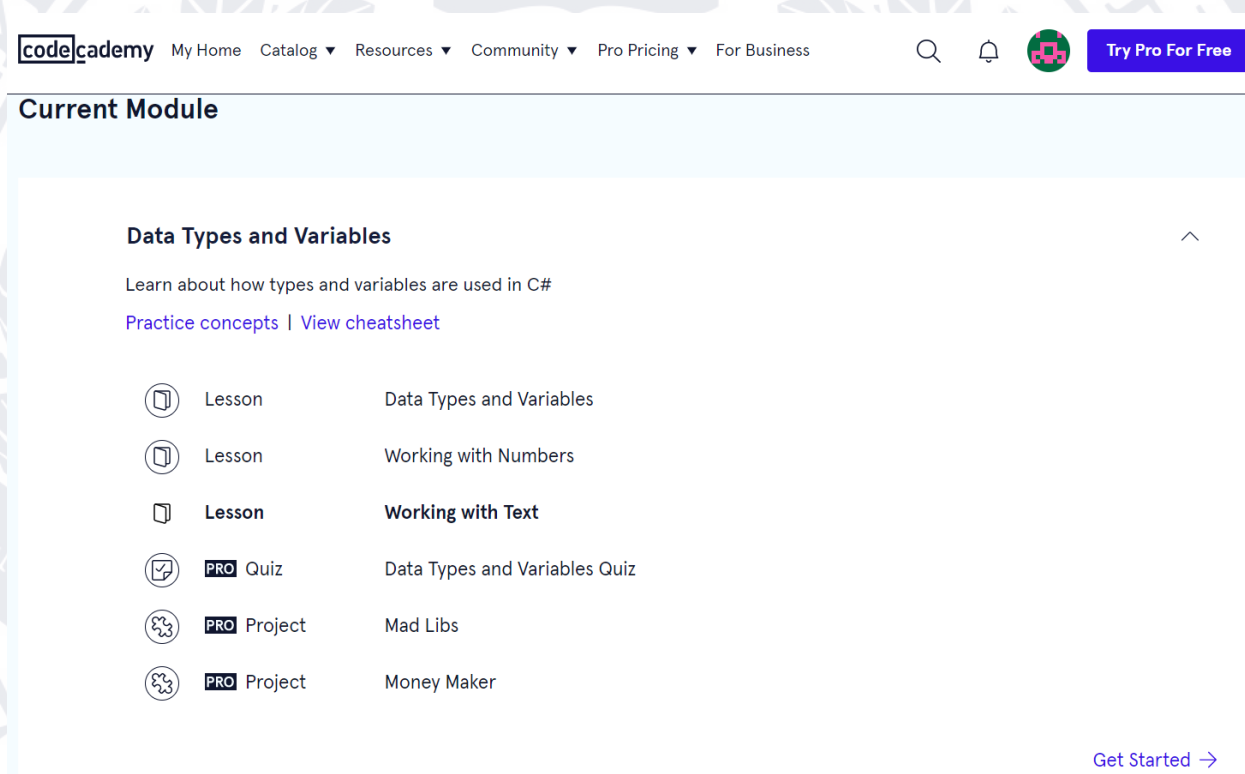 codecademy My Home Catalog ▼ Resources ▼ Community ▼ Pro Pricing ▼ For Business Try Pro For Free
Current Module
Data Types and Variables
Learn about how types and variables are used in C#
Practice concepts | View cheatsheet
Lesson Data Types and Variables
Lesson Working with Numbers
Lesson Working with Text
PRO Quiz Data Types and Variables Quiz
PRO Project Mad Libs
PRO Project Money Maker
Get Started →